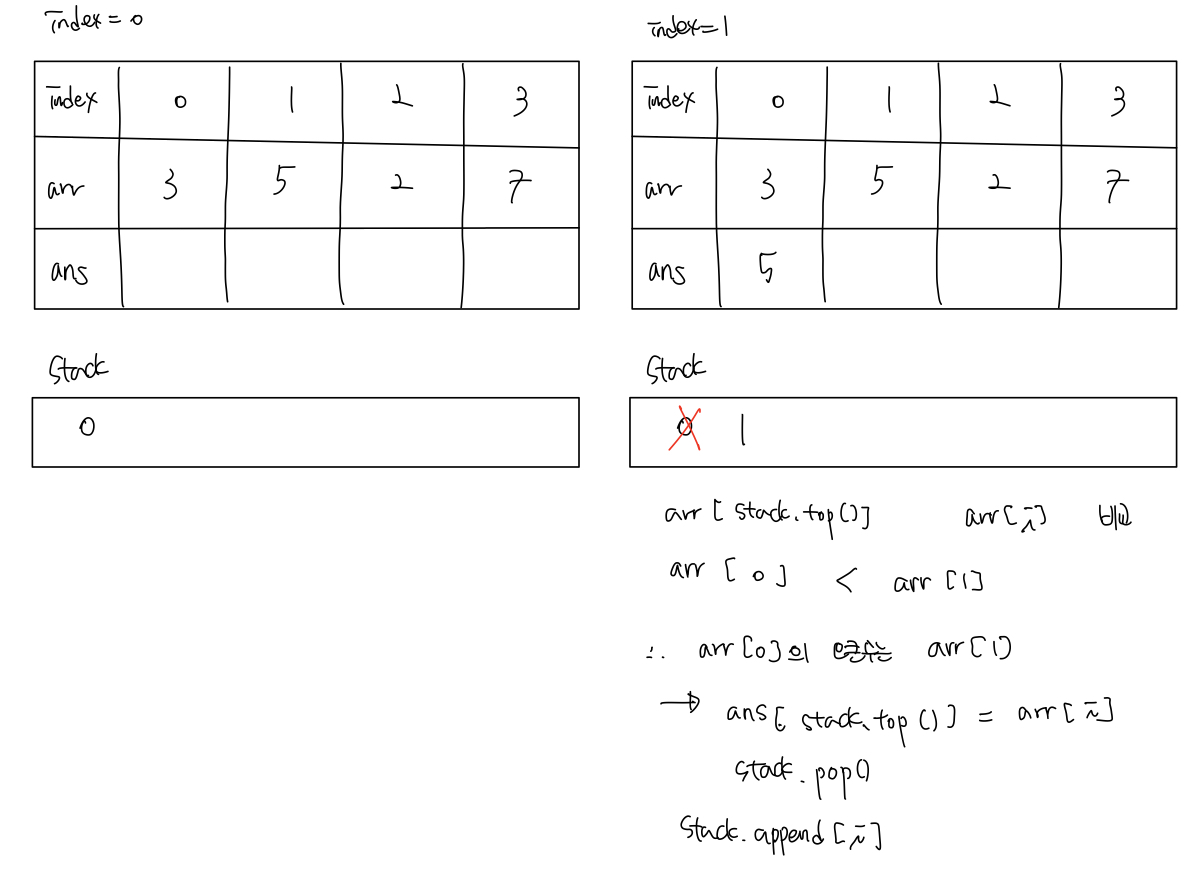 index = 0
index 0 1 2 3
arr 3 5 2 7
ans
Stack
0
index=1
index 0 1 2 3
arr 3 5 2 7
ans 5
Stack
0 1
arr [ stack.top()] arr[i] 비교
arr [ 0 ] < arr [1]
∴ arr [0]의 오큰수는 arr[1]
→ ans[ stack.top () ] = arr [ i ]
stack.pop()
Stack.append[i]